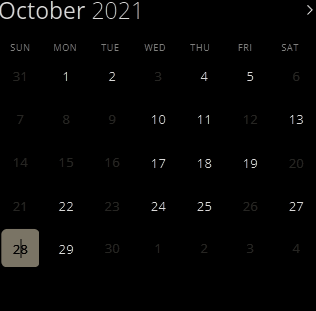 October 2021
SUN MON TUE WED THU FRI SAT
31 1 2 3 4 5 6
7 8 9 10 11 12 13
14 15 16 17 18 19 20
21 22 23 24 25 26 27
28 29 30 1 2 3 4